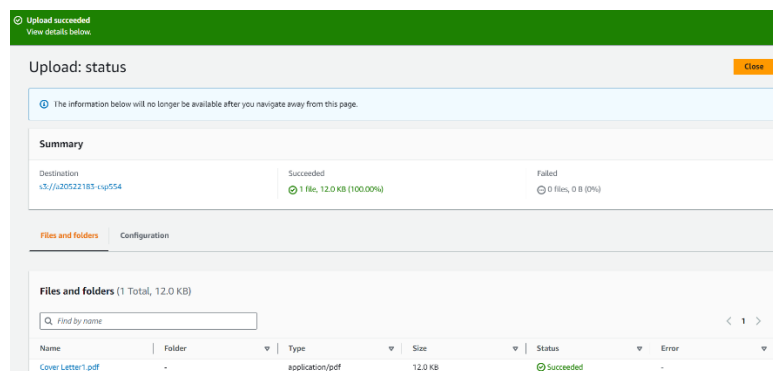 Upload succeeded
View details below.
Upload: status
Close
The information below will no longer be available after you navigate away from this page.
Summary
Destination
s3://a20522183-csp554
Succeeded
1 file, 12.0 KB (100.00%)
Failed
0 files, 0 B (0%)
Files and folders
Configuration
Files and folders (1 Total, 12.0 KB)
Find by name
1
Name Folder Type Size Status Error
Cover Letter1.pdf - application/pdf 12.0 KB Succeeded -